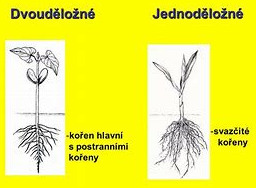 Dvouděložné
Jednoděložné
-kořen hlavní
s postranními
kořeny
-svazčité
kořeny